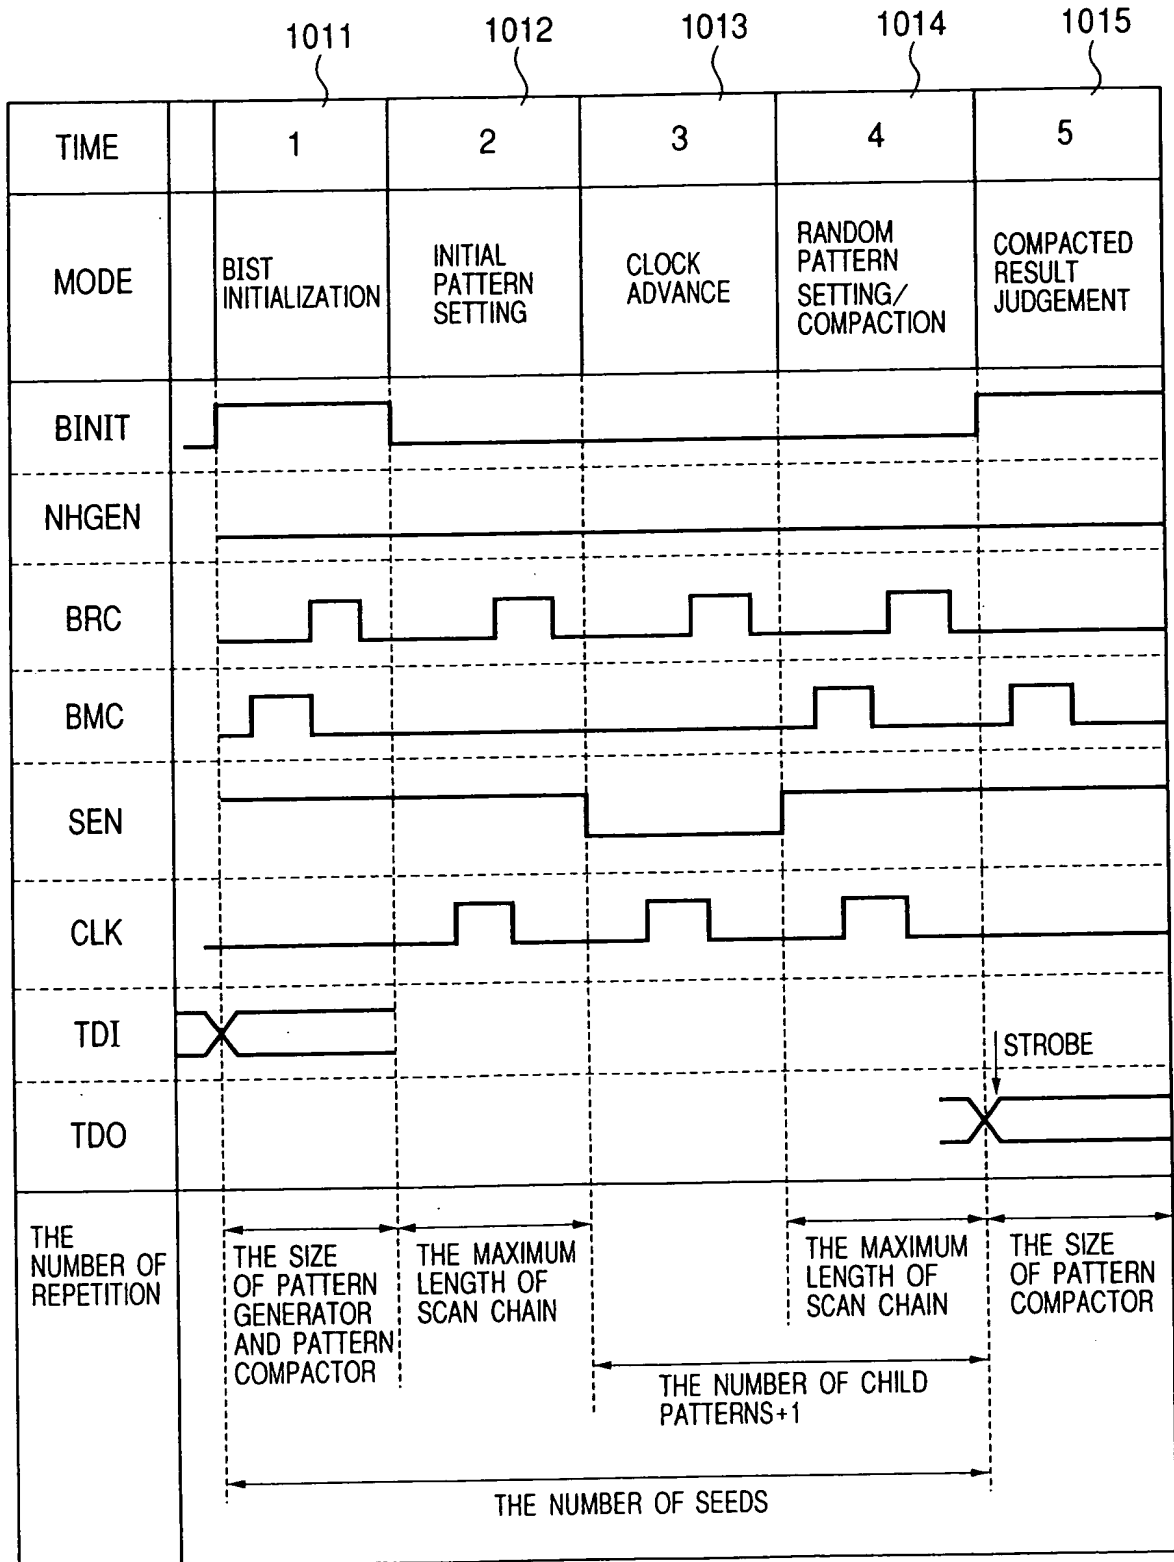 1011
1012
1013
1014
1015
TIME
1
2
3
4
5
MODE
BIST
INITIALIZATION
INITIAL
PATTERN
SETTING
CLOCK
ADVANCE
RANDOM
PATTERN
SETTING/
COMPACTION
COMPACTED
RESULT
JUDGEMENT
BINIT
NHGEN
BRC
BMC
SEN
CLK
TDI
STROBE
TDO
THE
NUMBER OF
REPETITION
THE SIZE
OF PATTERN
GENERATOR
AND PATTERN
COMPACTOR
THE MAXIMUM
LENGTH OF
SCAN CHAIN
THE MAXIMUM
LENGTH OF
SCAN CHAIN
THE SIZE
OF PATTERN
COMPACTOR
THE NUMBER OF CHILD
PATTERNS+1
THE NUMBER OF SEEDS